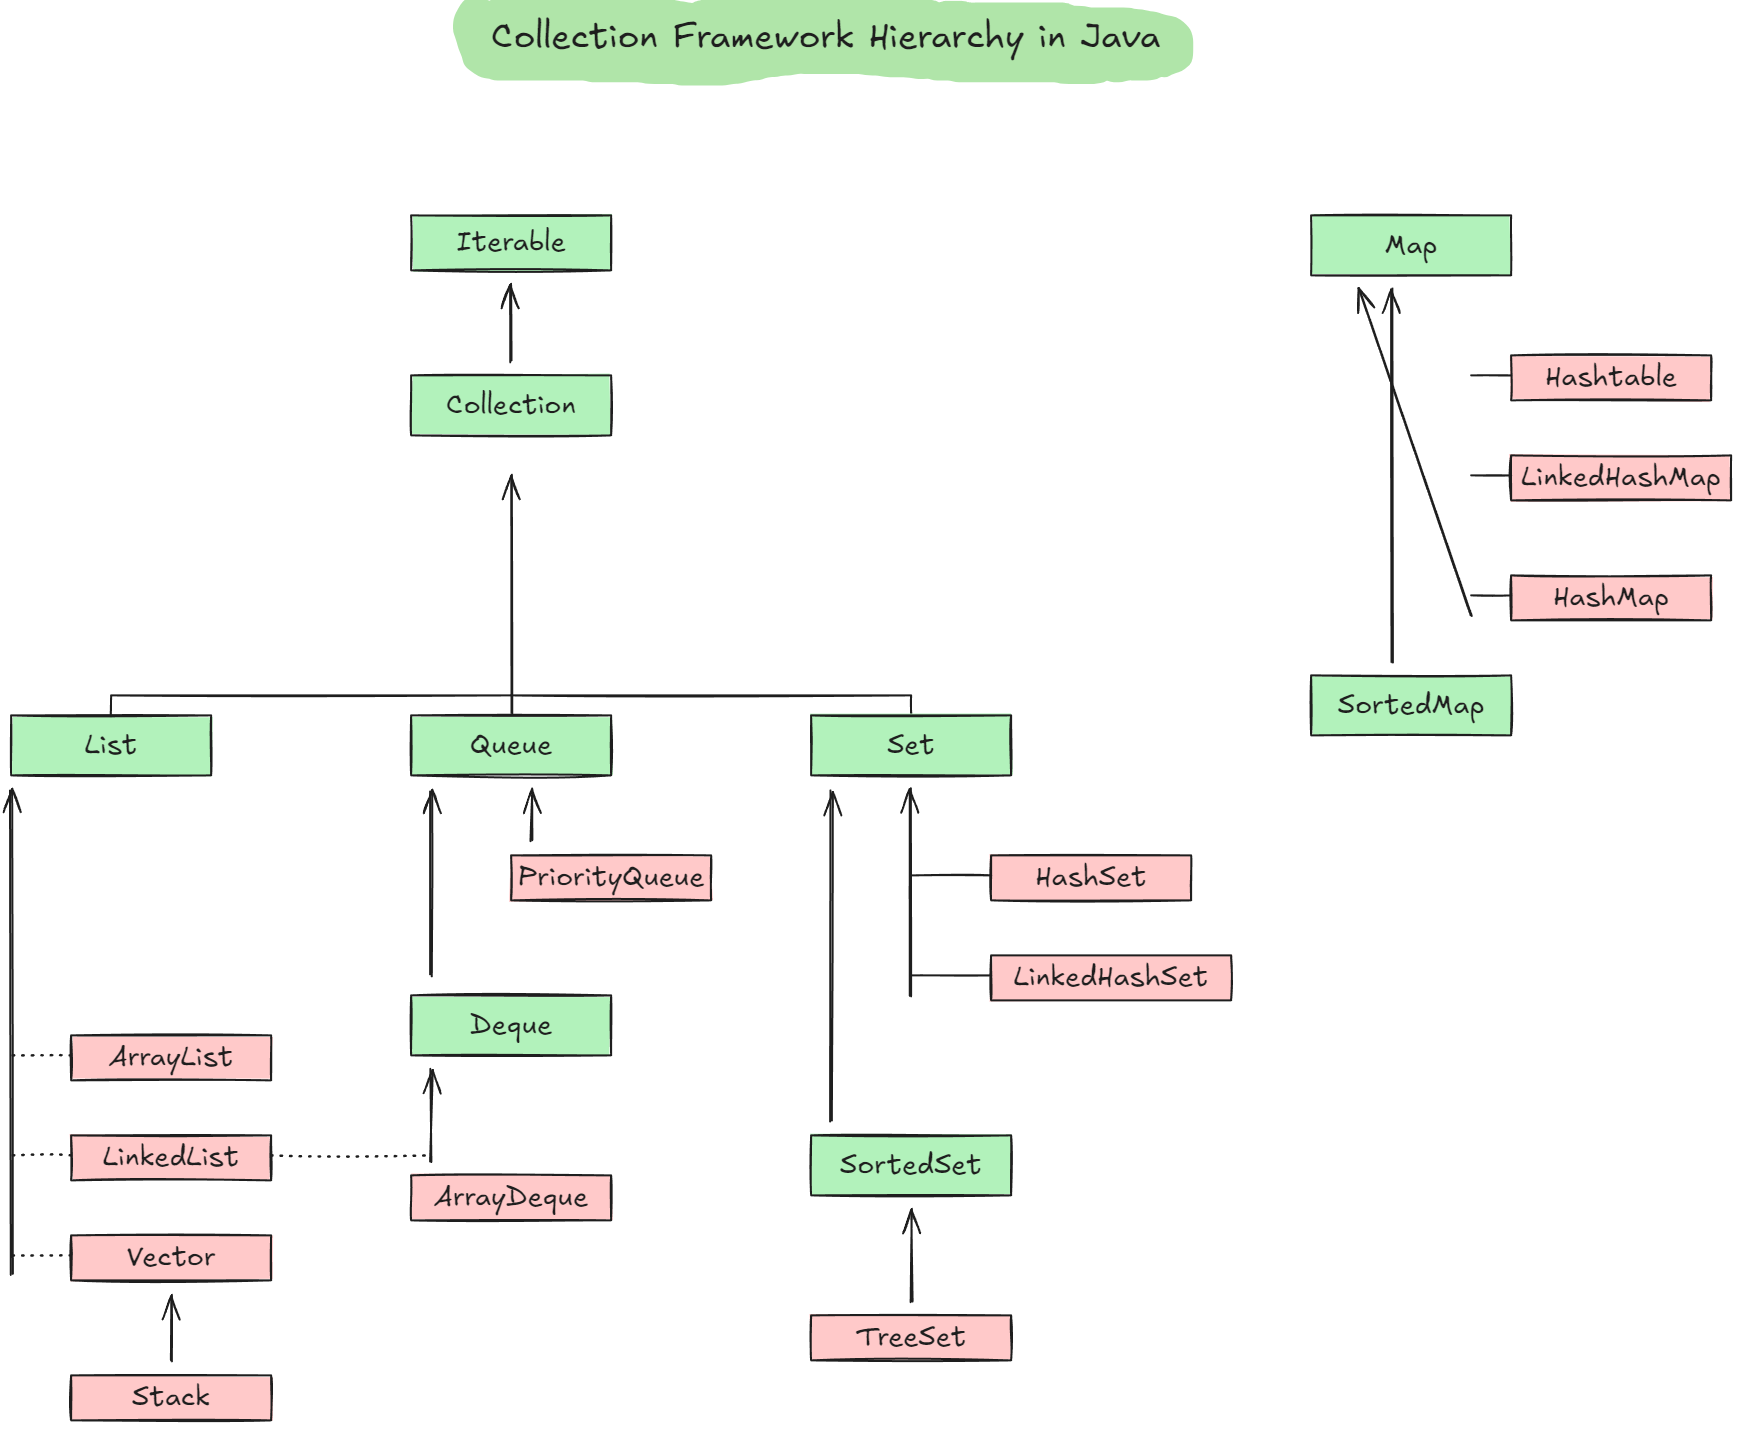 Collection Framework Hierarchy in Java
Iterable
Map
Hashtable
Collection
LinkedHashMap
HashMap
SortedMap
List
Queue
Set
PriorityQueue
HashSet
LinkedHashSet
Deque
ArrayList
LinkedList
SortedSet
ArrayDeque
Vector
TreeSet
Stack